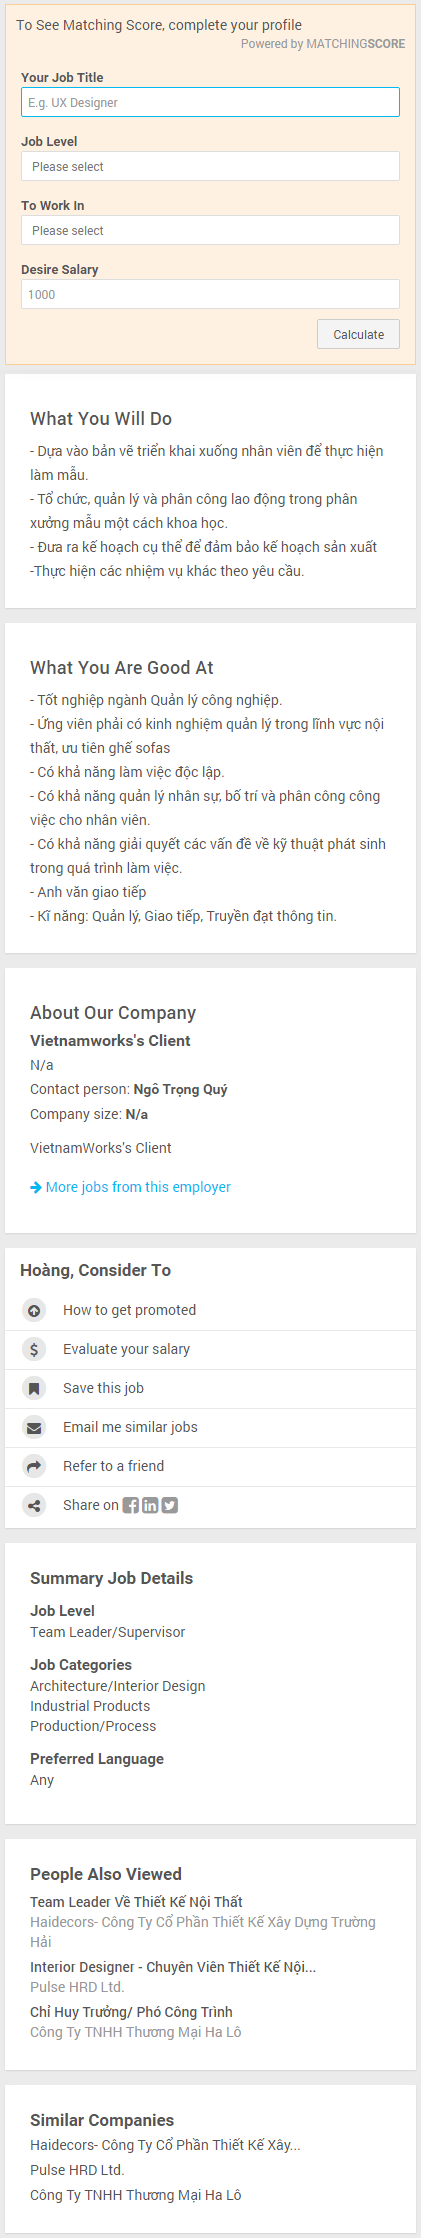 To See Matching Score, complete your profile
Powered by MATCHINGSCORE
Your Job Title
E.g. UX Designer
Job Level
Please select
To Work In
Please select
Desire Salary
1000
Calculate
What You Will Do
- Dựa vào bản vẽ triển khai xuống nhân viên để thực hiện
làm mẫu.
- Tổ chức, quản lý và phân công lao động trong phân
xưởng mẫu một cách khoa học.
- Đưa ra kế hoạch cụ thể để đảm bảo kế hoạch sản xuất
-Thực hiện các nhiệm vụ khác theo yêu cầu.
What You Are Good At
- Tốt nghiệp ngành Quản lý công nghiệp.
- Ứng viên phải có kinh nghiệm quản lý trong lĩnh vực nội
thất, ưu tiên ghế sofas
- Có khả năng làm việc độc lập.
- Có khả năng quản lý nhân sự, bố trí và phân công công
việc cho nhân viên.
- Có khả năng giải quyết các vấn đề về kỹ thuật phát sinh
trong quá trình làm việc.
- Anh văn giao tiếp
- Kĩ năng: Quản lý, Giao tiếp, Truyền đạt thông tin.
About Our Company
Vietnamworks's Client
N/a
Contact person: Ngô Trọng Quý
Company size: N/a
VietnamWorks's Client
More jobs from this employer
Hoàng, Consider To
How to get promoted
Evaluate your salary
Save this job
Email me similar jobs
Refer to a friend
Share on
Summary Job Details
Job Level
Team Leader/Supervisor
Job Categories
Architecture/Interior Design
Industrial Products
Production/Process
Preferred Language
Any
People Also Viewed
Team Leader Về Thiết Kế Nội Thất
Haidecors- Công Ty Cổ Phần Thiết Kế Xây Dựng Trường
Hải
Interior Designer - Chuyên Viên Thiết Kế Nội...
Pulse HRD Ltd.
Chỉ Huy Trưởng/ Phó Công Trình
Công Ty TNHH Thương Mại Ha Lô
Similar Companies
Haidecors- Công Ty Cổ Phần Thiết Kế Xây...
Pulse HRD Ltd.
Công Ty TNHH Thương Mại Ha Lô